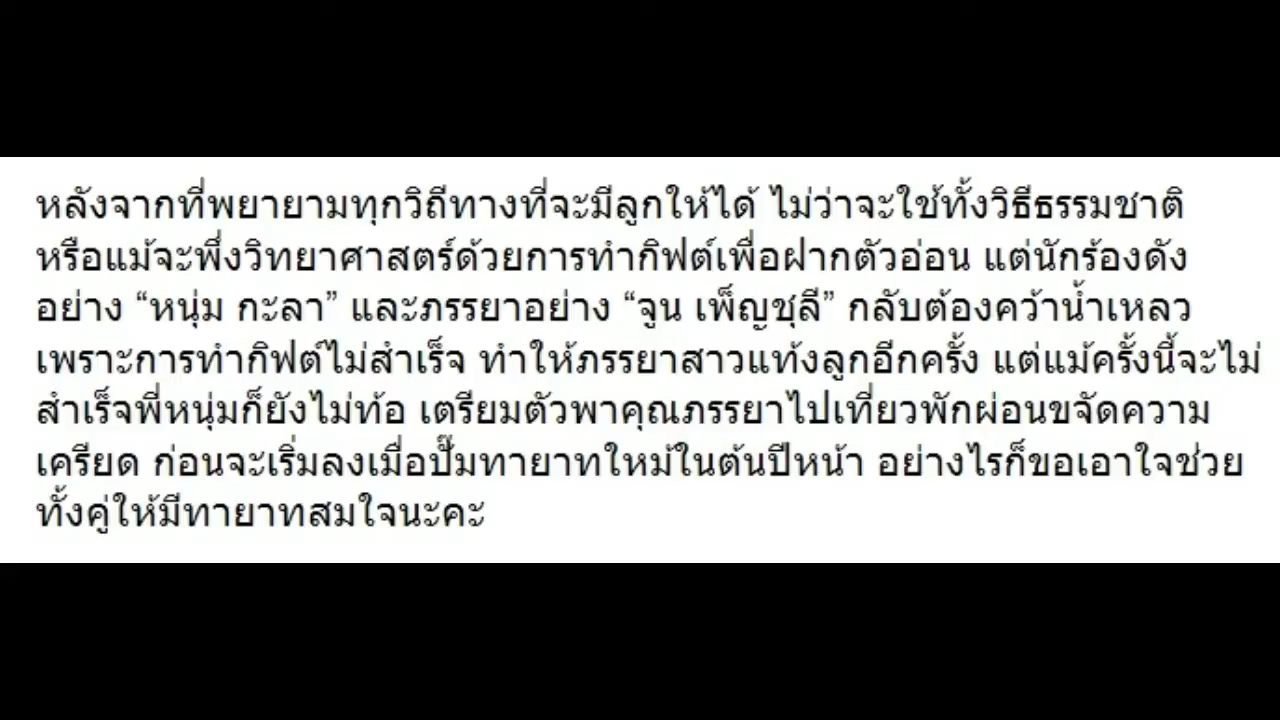 หลังจากที่พยายามทุกวิถีทางที่จะมีลูกให้ได้ ไม่ว่าจะใช้ทั้งวิธีธรรมชาติ
หรือแม้จะพึ่งวิทยาศาสตร์ด้วยการทำกิฟต์เพื่อฝากตัวอ่อน แต่นักร้องดัง
อย่าง “หนุ่ม กะลา” และภรรยาอย่าง “จูน เพ็ญชุลี” กลับต้องคว้าน้ำเหลว
เพราะการทำกิฟต์ไม่สำเร็จ ทำให้ภรรยาสาวแท้งลูกอีกครั้ง แต่แม้ครั้งนี้จะไม่
สำเร็จพี่หนุ่มก็ยังไม่ท้อ เตรียมตัวพาคุณภรรยาไปเที่ยวพักผ่อนขจัดความ
เครียด ก่อนจะเริ่มลงเมื่อปั๊มทายาทใหม่ในต้นปีหน้า อย่างไรก็ขอเอาใจช่วย
ทั้งคู่ให้มีทายาทสมใจนะคะ